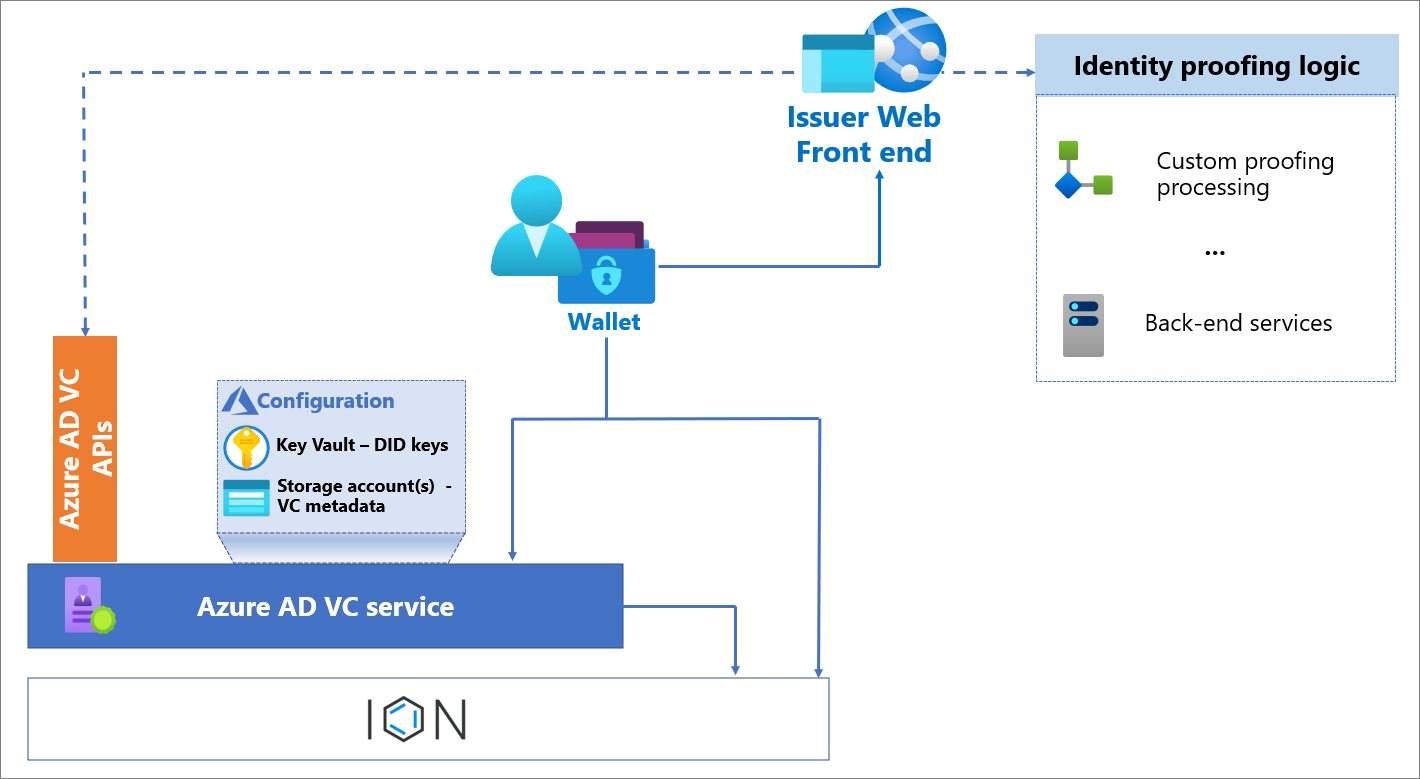 Issuer Web
Front end
Identity proofing logic
Custom proofing
processing
...
Back-end services
Wallet
Azure AD VC
APIs
Configuration
Key Vault – DID keys
Storage account(s)  -
VC metadata
Azure AD VC service
ION